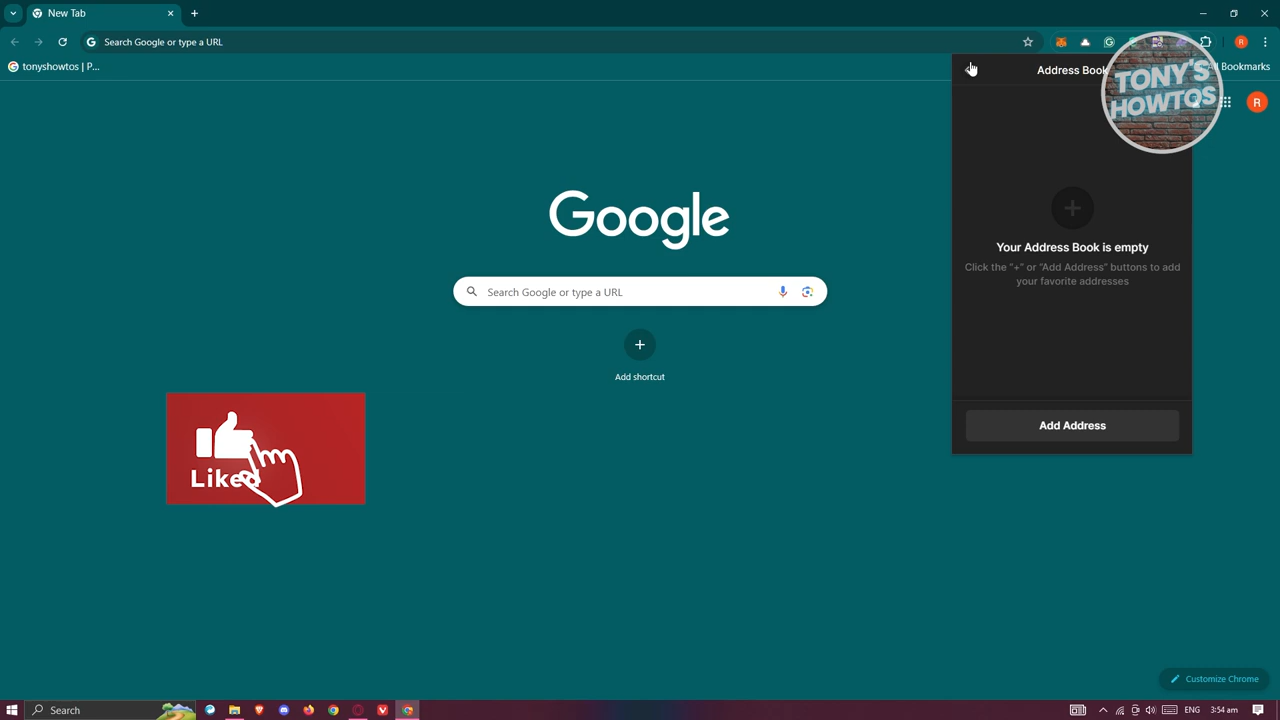 New Tab
Search Google or type a URL
tonyshowtos | P...
All Bookmarks
Address Book
TONY'S
HOWTOS
R
R
Google
Search Google or type a URL
Add shortcut
Your Address Book is empty
Click the "+" or "Add Address" buttons to add
your favorite addresses
Add Address
Liked
Customize Chrome
Search
ENG
3:54 am